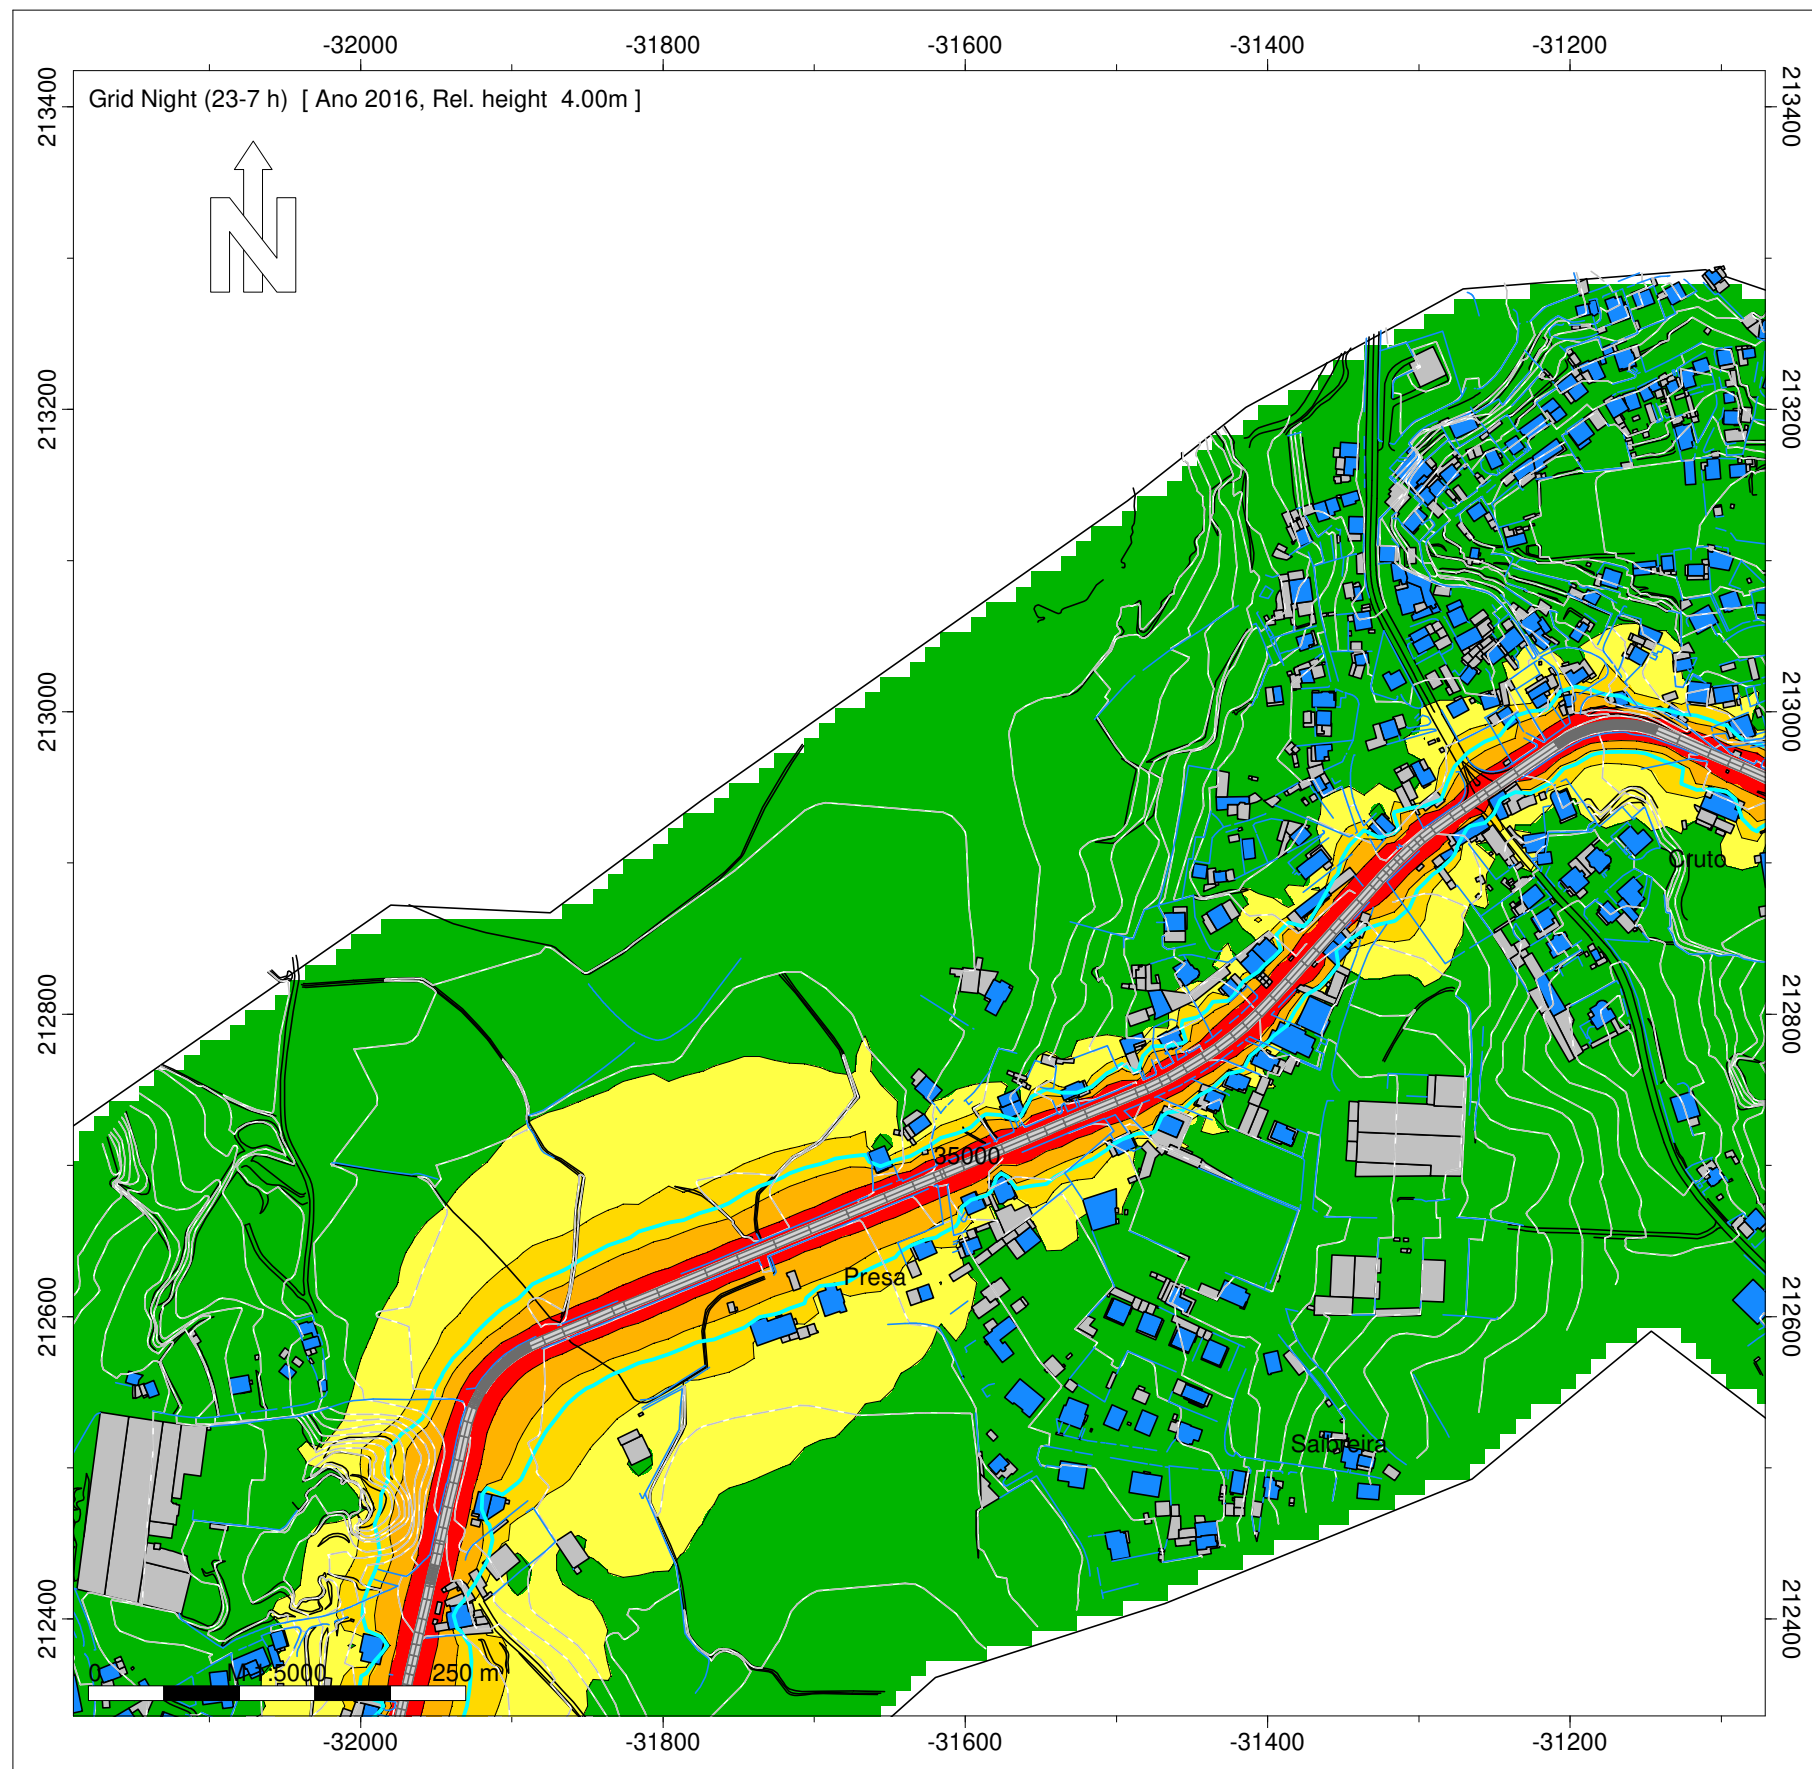 -32000 -31800 -31600 -31400 -31200
213400 213400
Grid Night (23-7 h) [ Ano 2016, Rel. height 4.00m ]
N
213200 213200
213000 213000
Cruto
212800 212800
35000
Presa
212600 212600
Saibreira
212400 212400
0 M 1:5000 250 m
-32000 -31800 -31600 -31400 -31200